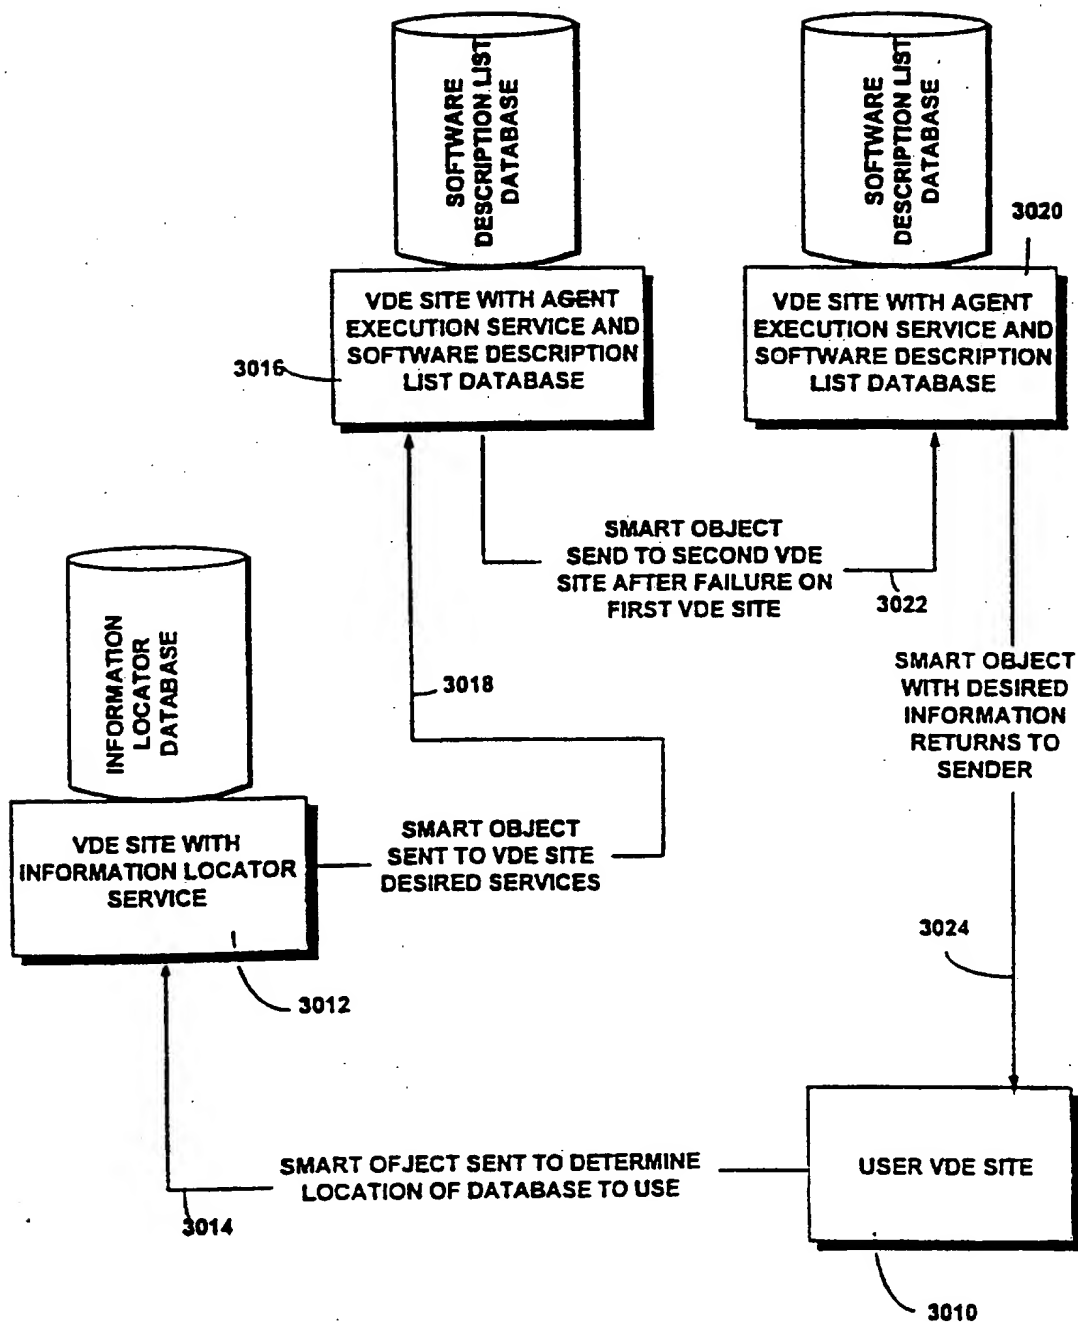 SOFTWARE
DESCRIPTION LIST
DATABASE
SOFTWARE
DESCRIPTION LIST
DATABASE
3020
VDE SITE WITH AGENT
EXECUTION SERVICE AND
SOFTWARE DESCRIPTION
LIST DATABASE
3016
VDE SITE WITH AGENT
EXECUTION SERVICE AND
SOFTWARE DESCRIPTION
LIST DATABASE
SMART OBJECT
SEND TO SECOND VDE
SITE AFTER FAILURE ON
FIRST VDE SITE
3022
INFORMATION
LOCATOR
DATABASE
3018
SMART OBJECT
WITH DESIRED
INFORMATION
RETURNS TO
SENDER
VDE SITE WITH
INFORMATION LOCATOR
SERVICE
SMART OBJECT
SENT TO VDE SITE
DESIRED SERVICES
3024
3012
SMART OFJECT SENT TO DETERMINE
LOCATION OF DATABASE TO USE
USER VDE SITE
3014
3010